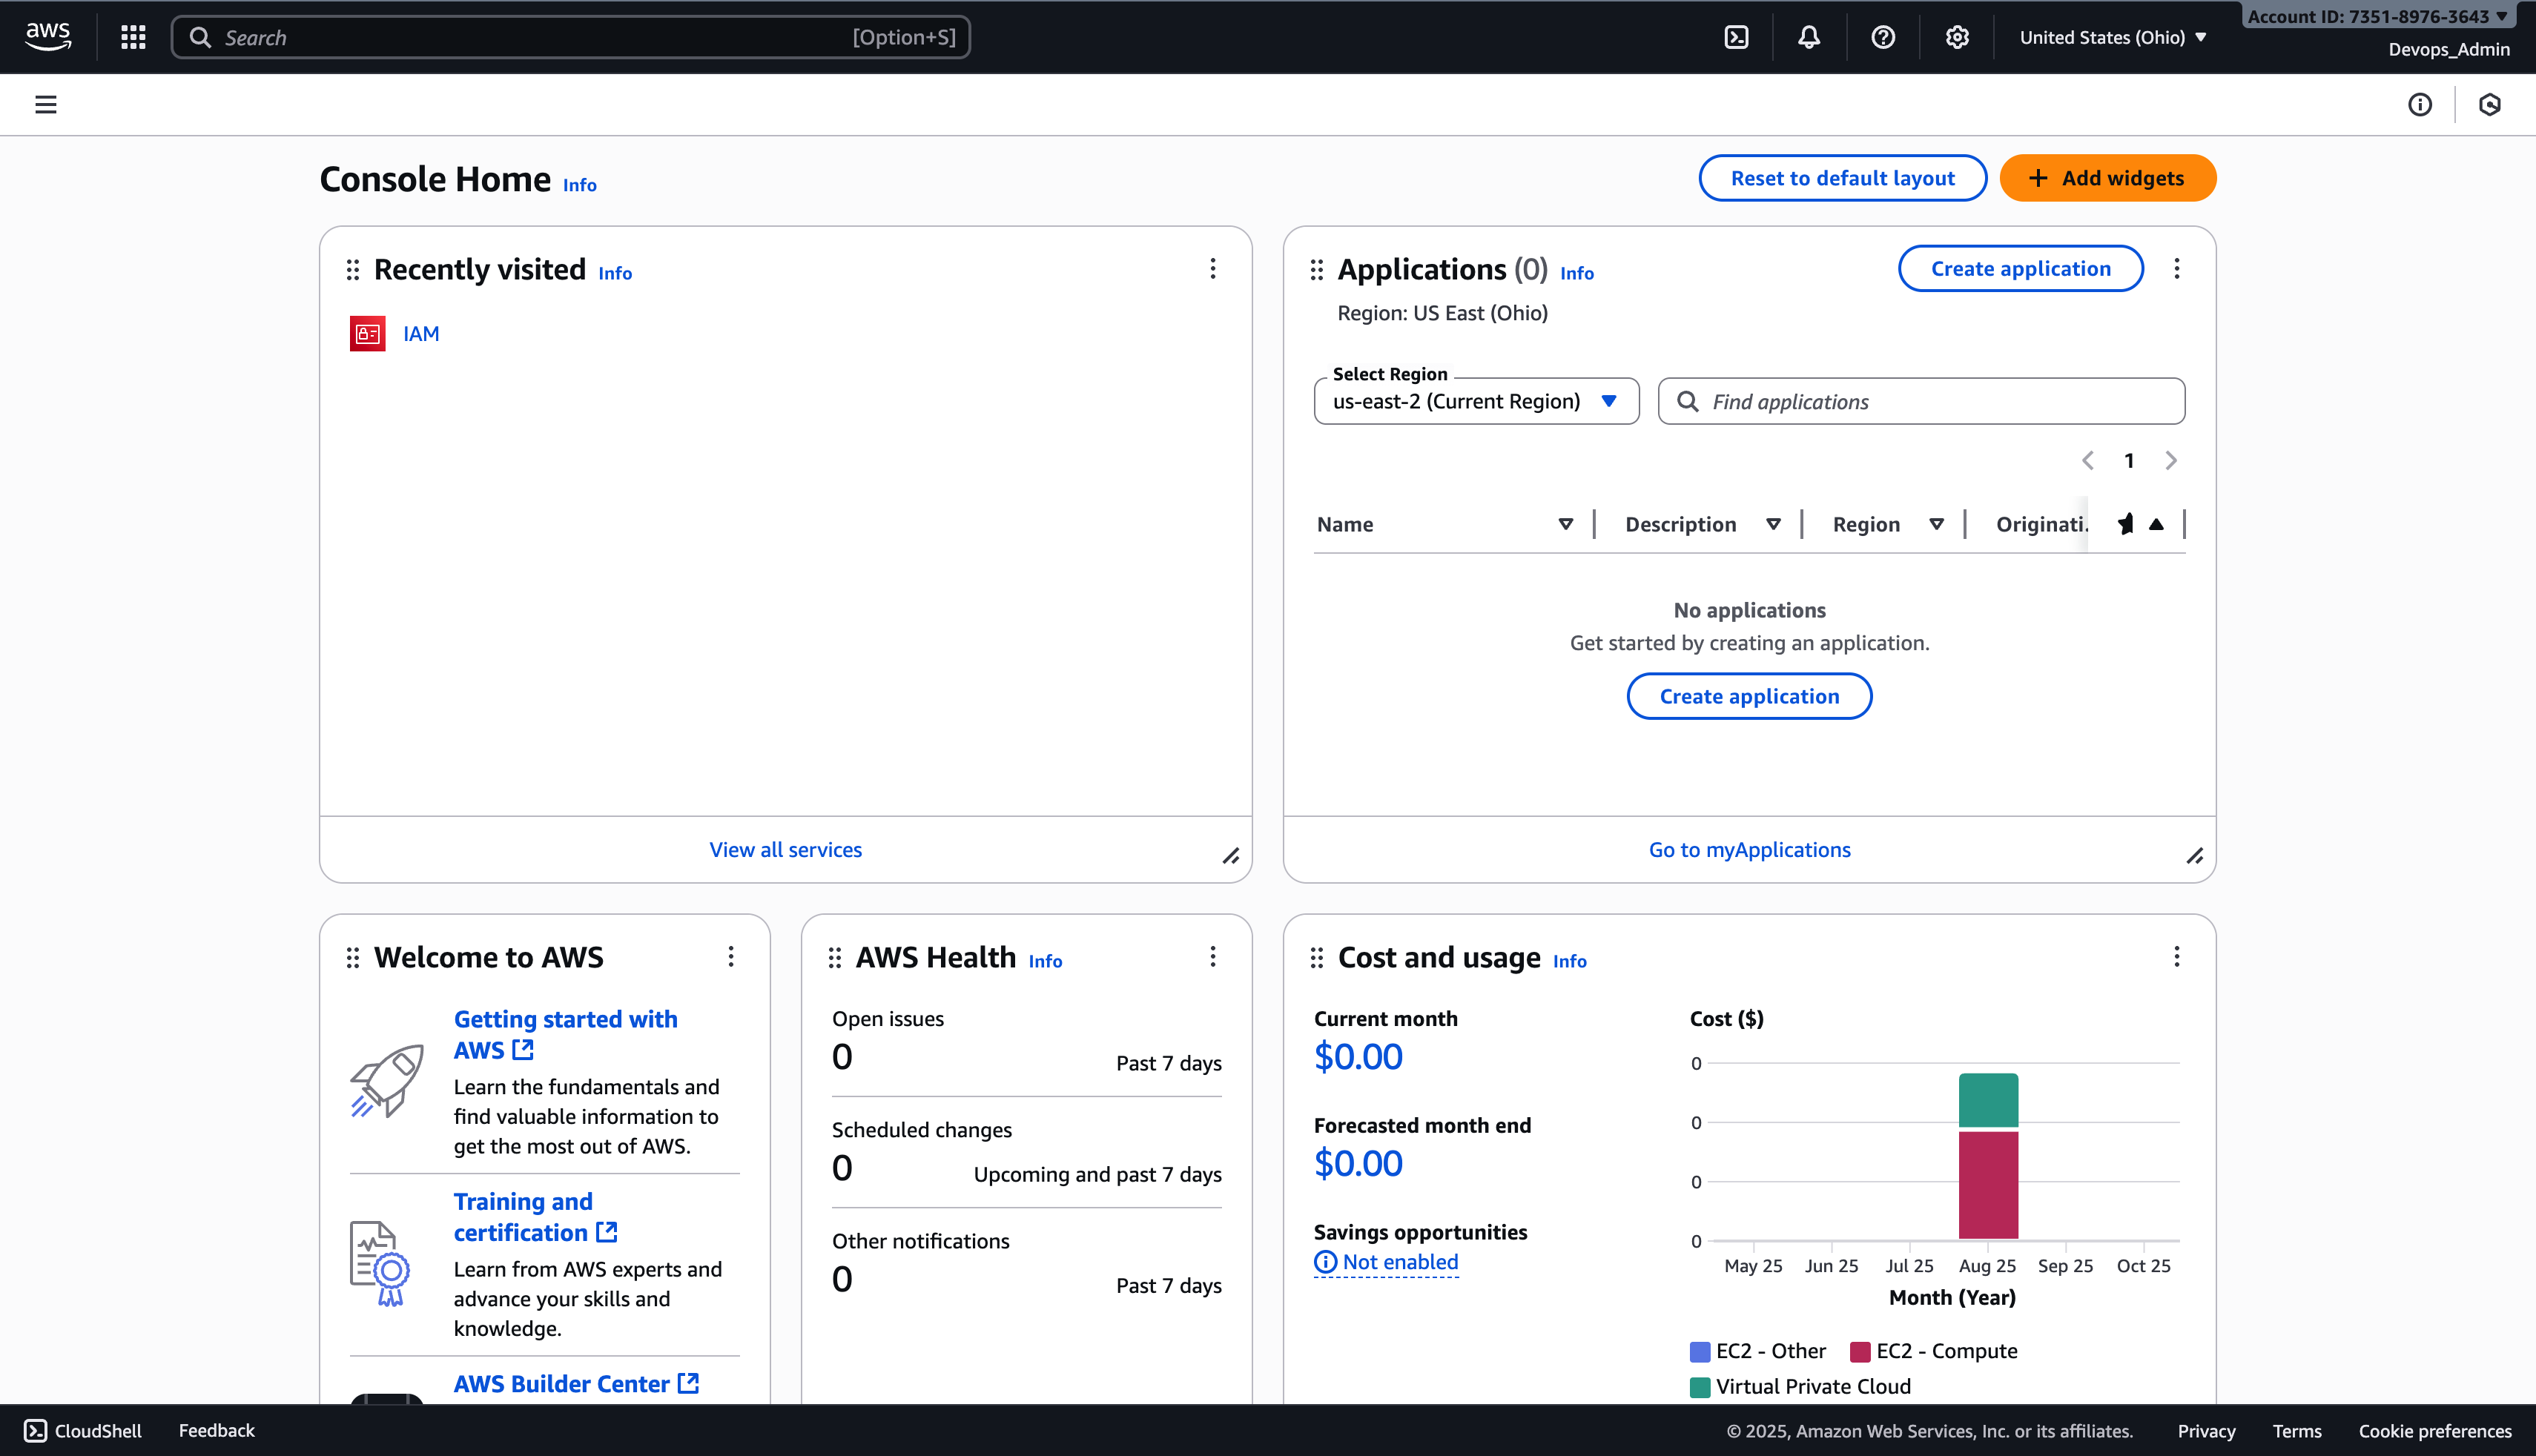 aws
Search
[Option+S]
United States (Ohio)
Account ID: 7351-8976-3643
Devops_Admin
Console Home
Info
Reset to default layout
Add widgets
Recently visited
Info
IAM
View all services
Applications (0)
Info
Create application
Region: US East (Ohio)
Select Region
us-east-2 (Current Region)
Find applications
1
Name
Description
Region
Originati.
No applications
Get started by creating an application.
Create application
Go to myApplications
Welcome to AWS
Getting started with
AWS
Learn the fundamentals and
find valuable information to
get the most out of AWS.
Training and
certification
Learn from AWS experts and
advance your skills and
knowledge.
AWS Builder Center
AWS Health
Info
Open issues
0
Past 7 days
Scheduled changes
0
Upcoming and past 7 days
Other notifications
0
Past 7 days
Cost and usage
Info
Current month
$0.00
Forecasted month end
$0.00
Savings opportunities
Not enabled
Cost ($)
0
0
0
0
May 25
Jun 25
Jul 25
Aug 25
Sep 25
Oct 25
Month (Year)
EC2 - Other
EC2 - Compute
Virtual Private Cloud
CloudShell
Feedback
© 2025, Amazon Web Services, Inc. or its affiliates.
Privacy
Terms
Cookie preferences